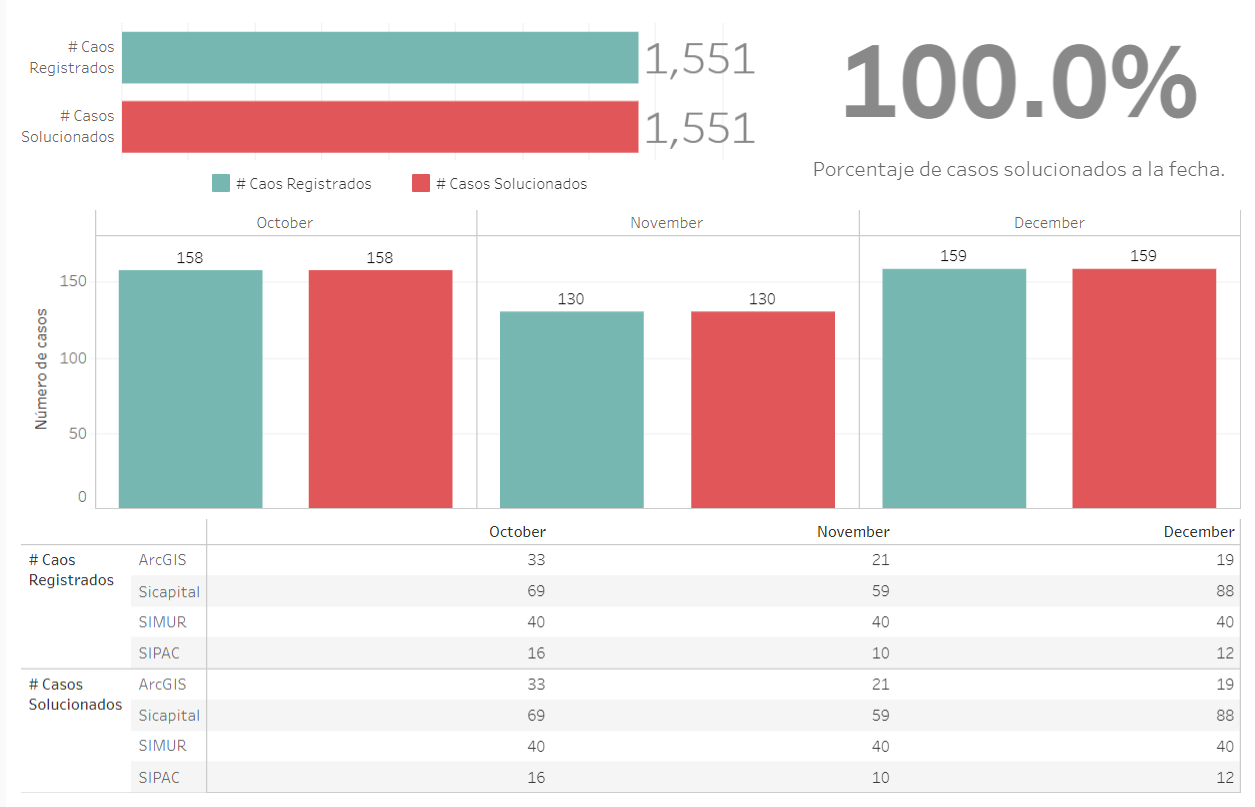 # Caos
Registrados
1,551
# Casos
Solucionados
1,551
# Caos Registrados # Casos Solucionados
100.0%
Porcentaje de casos solucionados a la fecha.
October November December
Número de casos
150
100
50
0
158 158 130 130 159 159
October November December
# Caos
Registrados
ArcGIS 33 21 19
Sicapital 69 59 88
SIMUR 40 40 40
SIPAC 16 10 12
# Casos
Solucionados
ArcGIS 33 21 19
Sicapital 69 59 88
SIMUR 40 40 40
SIPAC 16 10 12